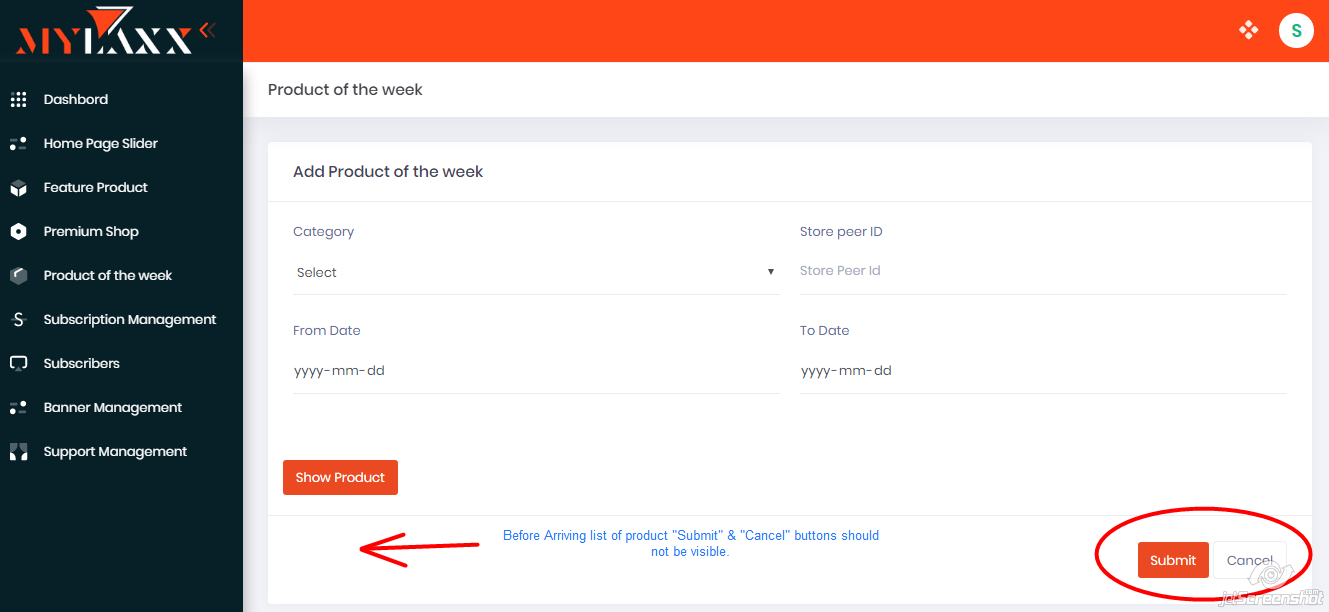 MYTAXX
S
Dashbord
Home Page Slider
Feature Product
Premium Shop
Product of the week
Subscription Management
Subscribers
Banner Management
Support Management
Product of the week
Add Product of the week
Category
Store peer ID
Select
Store Peer Id
From Date
To Date
yyyy-mm-dd
yyyy-mm-dd
Show Product
Before Arriving list of product "Submit" & "Cancel" buttons should
not be visible.
Submit
Cancel
jetScreenshot.com